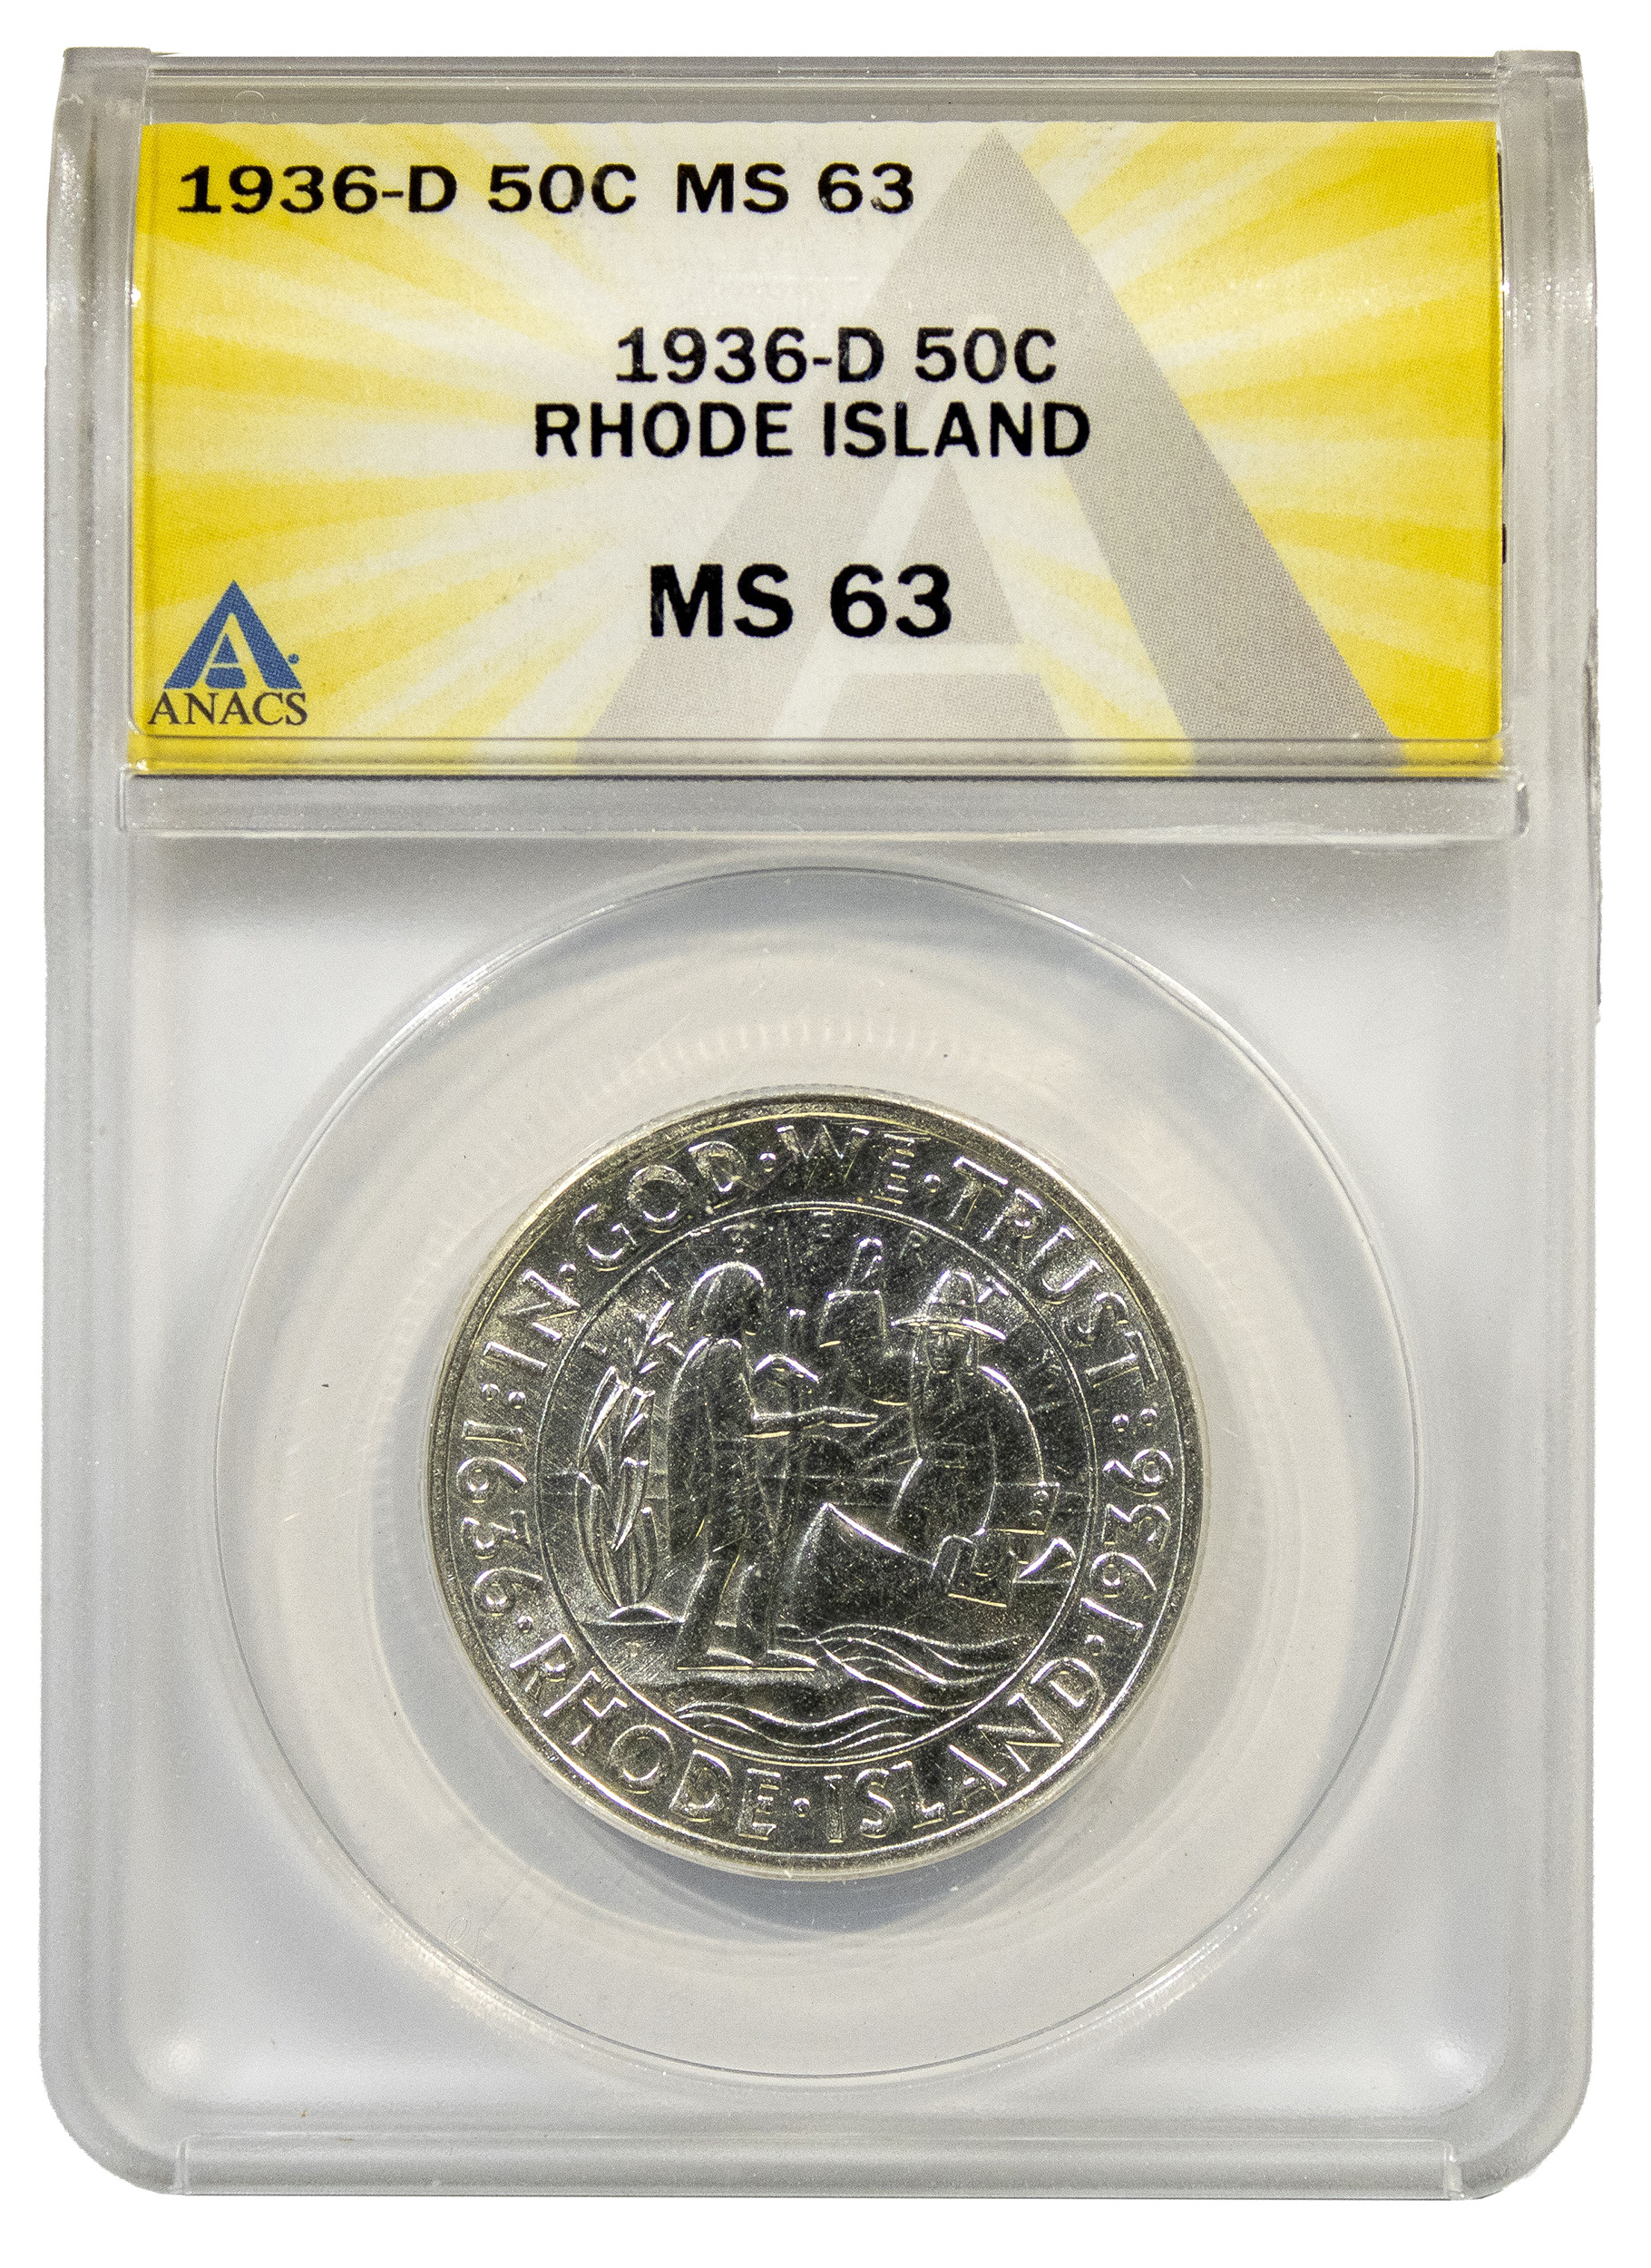 1936-D 50C MS 63
1936-D 50C
RHODE ISLAND
MS 63
ANACS
1636 · RHODE · ISLAND · 1936
IN · GOD · WE · TRUST
LIBERTY